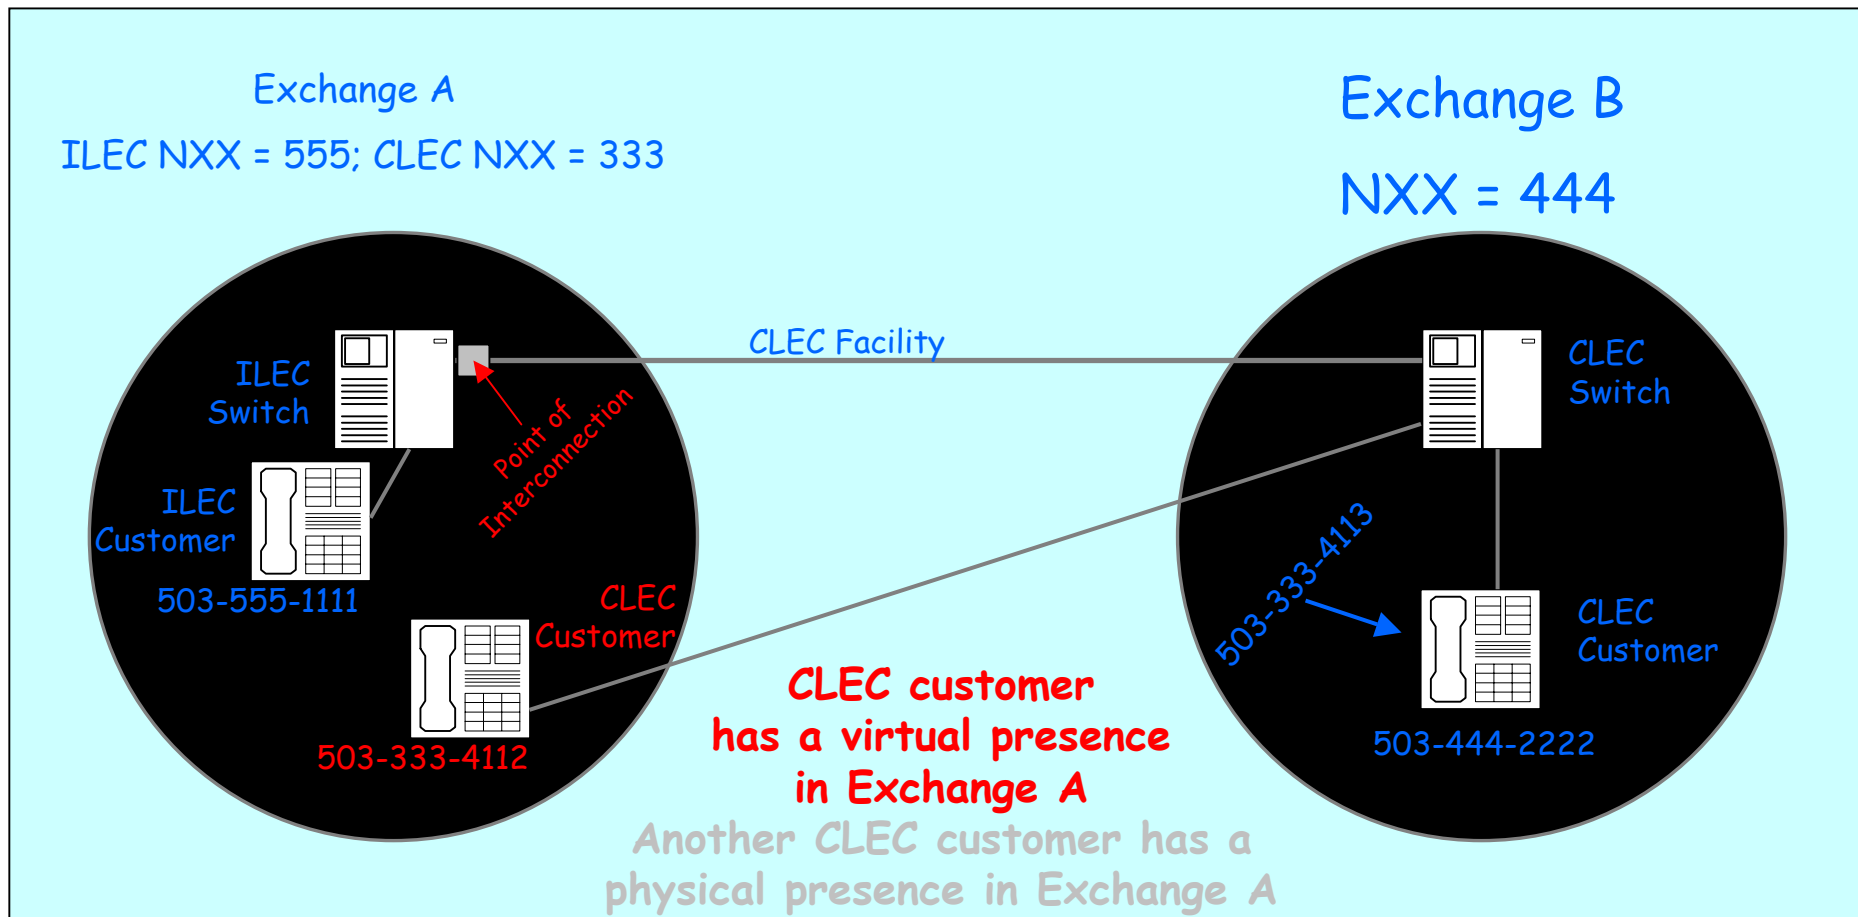 Exchange A
ILEC NXX = 555; CLEC NXX = 333
Exchange B
NXX = 444
CLEC Facility
ILEC
Switch
Point of
Interconnection
CLEC
Switch
ILEC
Customer
503-555-1111
CLEC
Customer
503-333-4112
503-333-4113
CLEC
Customer
503-444-2222
CLEC customer
has a virtual presence
in Exchange A
Another CLEC customer has a
physical presence in Exchange A